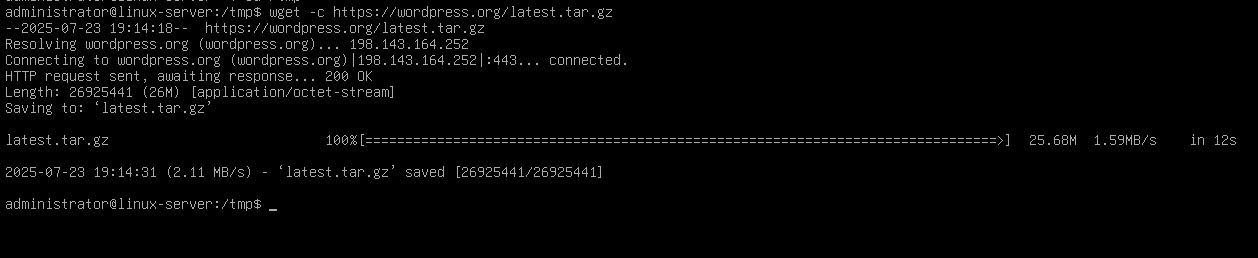 administrator@linux-server:/tmp$ wget -c https://wordpress.org/latest.tar.gz
--2025-07-23 19:14:18--  https://wordpress.org/latest.tar.gz
Resolving wordpress.org (wordpress.org)... 198.143.164.252
Connecting to wordpress.org (wordpress.org)|198.143.164.252|:443... connected.
HTTP request sent, awaiting response... 200 OK
Length: 26925441 (26M) [application/octet-stream]
Saving to: ‘latest.tar.gz’
latest.tar.gz 100%[===============================================================================>] 25.68M 1.59MB/s in 12s
2025-07-23 19:14:31 (2.11 MB/s) - ‘latest.tar.gz’ saved [26925441/26925441]
administrator@linux-server:/tmp$ _